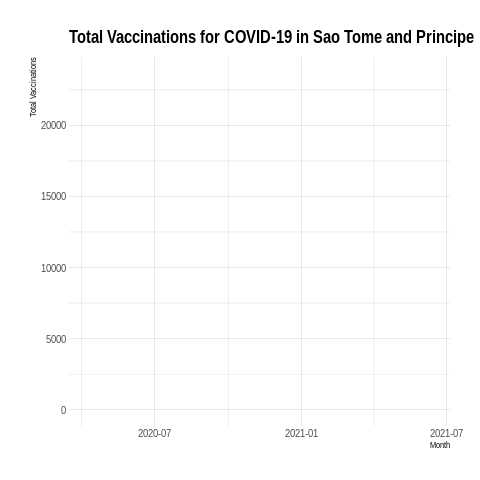 Total Vaccinations for COVID-19 in Sao Tome and Principe
Total Vaccinations
20000
15000
10000
5000
0
2020-07
2021-01
2021-07
Month